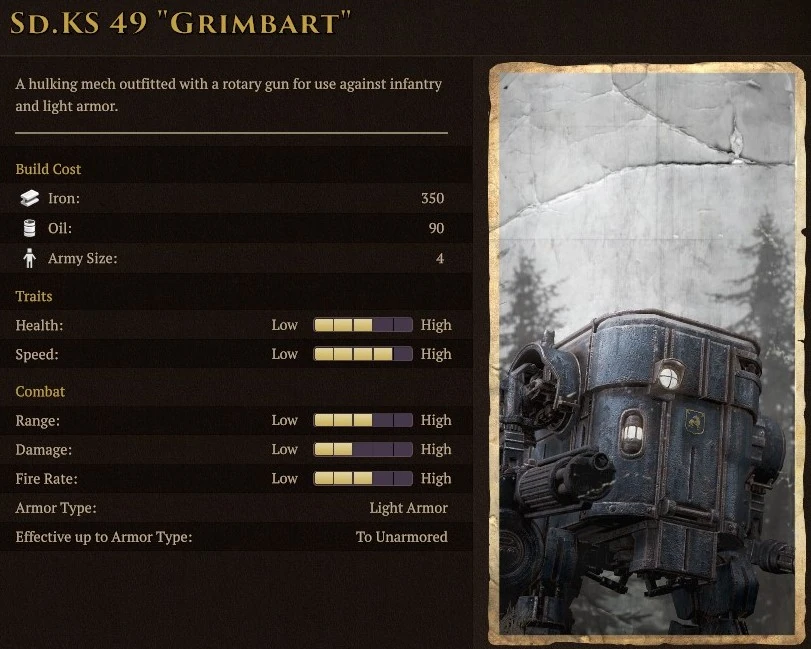 Sd.KS 49 "Grimbart"
A hulking mech outfitted with a rotary gun for use against infantry
and light armor.
Build Cost
Iron: 350
Oil: 90
Army Size: 4
Traits
Health: Low High
Speed: Low High
Combat
Range: Low High
Damage: Low High
Fire Rate: Low High
Armor Type: Light Armor
Effective up to Armor Type: To Unarmored